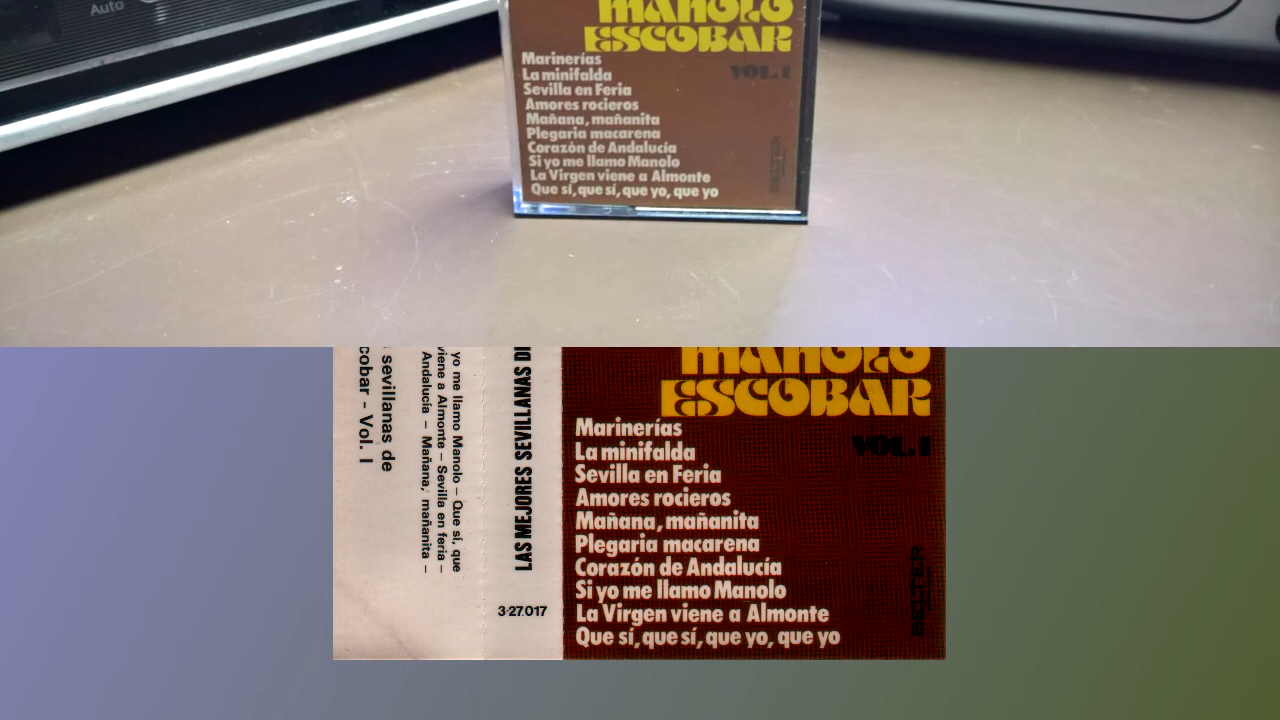 Auto
MANOLO
ESCOBAR
VOL. I
Marinerías
La minifalda
Sevilla en Feria
Amores rocieros
Mañana, mañanita
Plegaria macarena
Corazón de Andalucía
Si yo me llamo Manolo
La Virgen viene a Almonte
Que sí, que sí, que yo, que yo
BELTER
sevillanas de
cobar - Vol. I
yo me llamo Manolo – Que sí, que
viene a Almonte – Sevilla en feria –
Andalucía – Mañana, mañanita –
LAS MEJORES SEVILLANAS
3-27.017
MANOLO
ESCOBAR
VOL. I
Marinerías
La minifalda
Sevilla en Feria
Amores rocieros
Mañana, mañanita
Plegaria macarena
Corazón de Andalucía
Si yo me llamo Manolo
La Virgen viene a Almonte
Que sí, que sí, que yo, que yo
BELTER